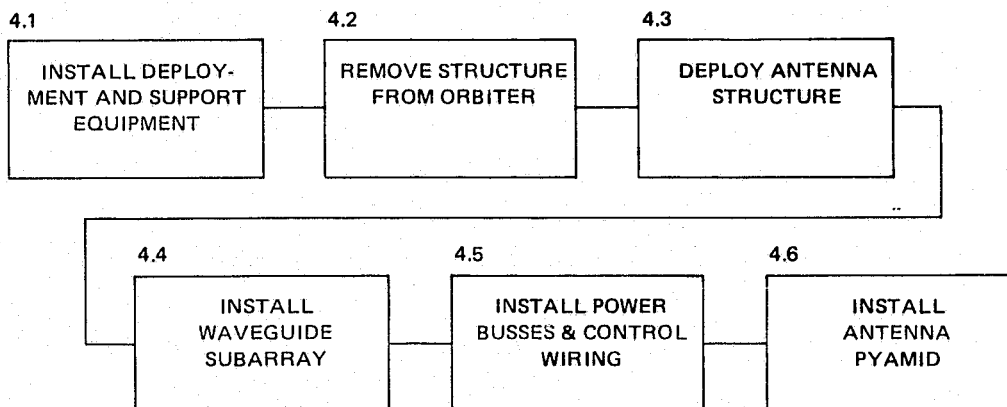 4.1
INSTALL DEPLOY-
MENT AND SUPPORT
EQUIPMENT
4.2
REMOVE STRUCTURE
FROM ORBITER
4.3
DEPLOY ANTENNA
STRUCTURE
4.4
INSTALL
WAVEGUIDE
SUBARRAY
4.5
INSTALL POWER
BUSSES & CONTROL
WIRING
4.6
INSTALL
ANTENNA
PYAMID